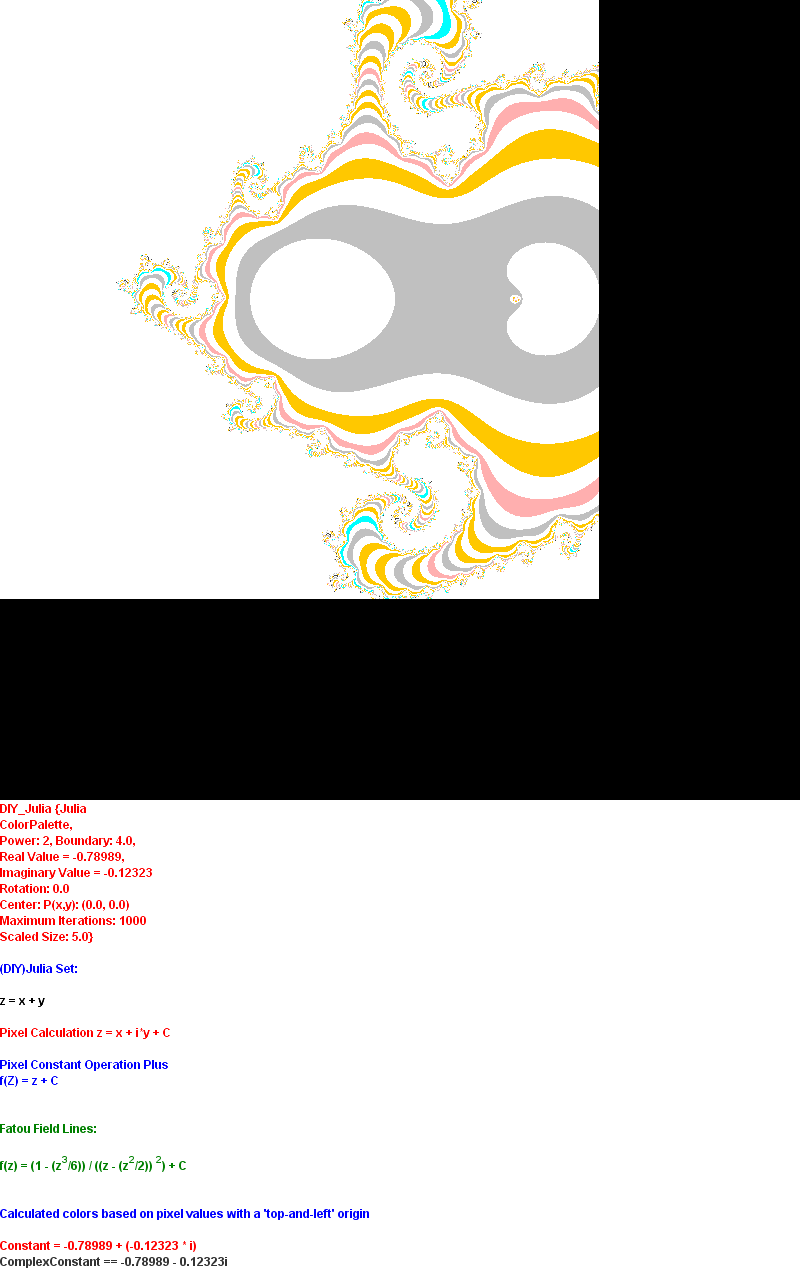 DIY_Julia {Julia
ColorPalette,
Power: 2, Boundary: 4.0,
Real Value = -0.78989,
Imaginary Value = -0.12323
Rotation: 0.0
Center: P(x,y): (0.0, 0.0)
Maximum Iterations: 1000
Scaled Size: 5.0}
(DIY)Julia Set:
z = x + y
Pixel Calculation z = x + i*y + C
Pixel Constant Operation Plus
f(Z) = z + C
Fatou Field Lines:
f(z) = (1 - (z^3/6)) / ((z - (z^2/2)) ^2) + C
Calculated colors based on pixel values with a 'top-and-left' origin
Constant = -0.78989 + (-0.12323 * i)
ComplexConstant == -0.78989 - 0.12323i